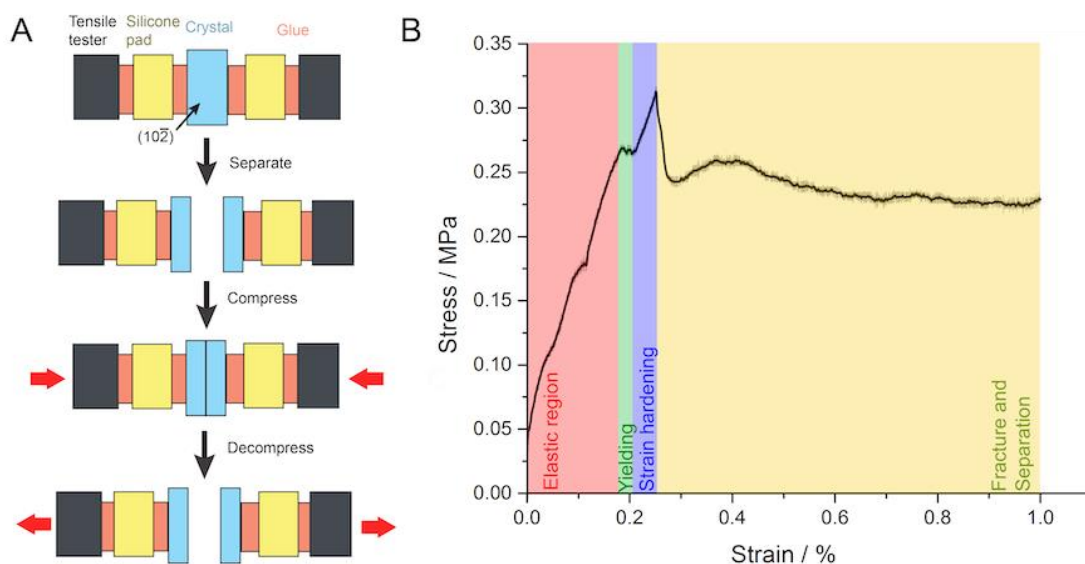 A
Tensile
tester
Silicone
pad
Crystal
Glue
(102̅)
Separate
Compress
Decompress
B
Stress / MPa
0.35
0.30
0.25
0.20
0.15
0.10
0.05
0.00
Elastic region
Yielding
Strain hardening
Fracture and
Separation
0.0 0.2 0.4 0.6 0.8 1.0
Strain / %